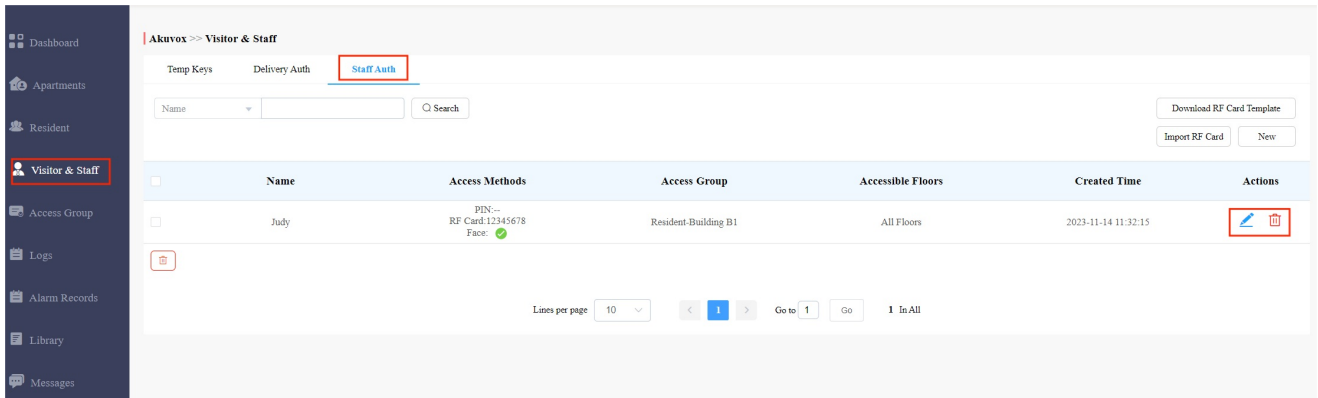 Dashboard
Apartments
Resident
Visitor & Staff
Access Group
Logs
Alarm Records
Library
Messages
Akuvox >> Visitor & Staff
Temp Keys Delivery Auth Staff Auth
Name Search Download RF Card Template
Import RF Card New
Name Access Methods Access Group Accessible Floors Created Time Actions
PIN:--
Judy RF Card:12345678 Resident-Building B1 All Floors 2023-11-14 11:32:15
Face:
Lines per page 10 < 1 > Go to 1 Go 1 In All